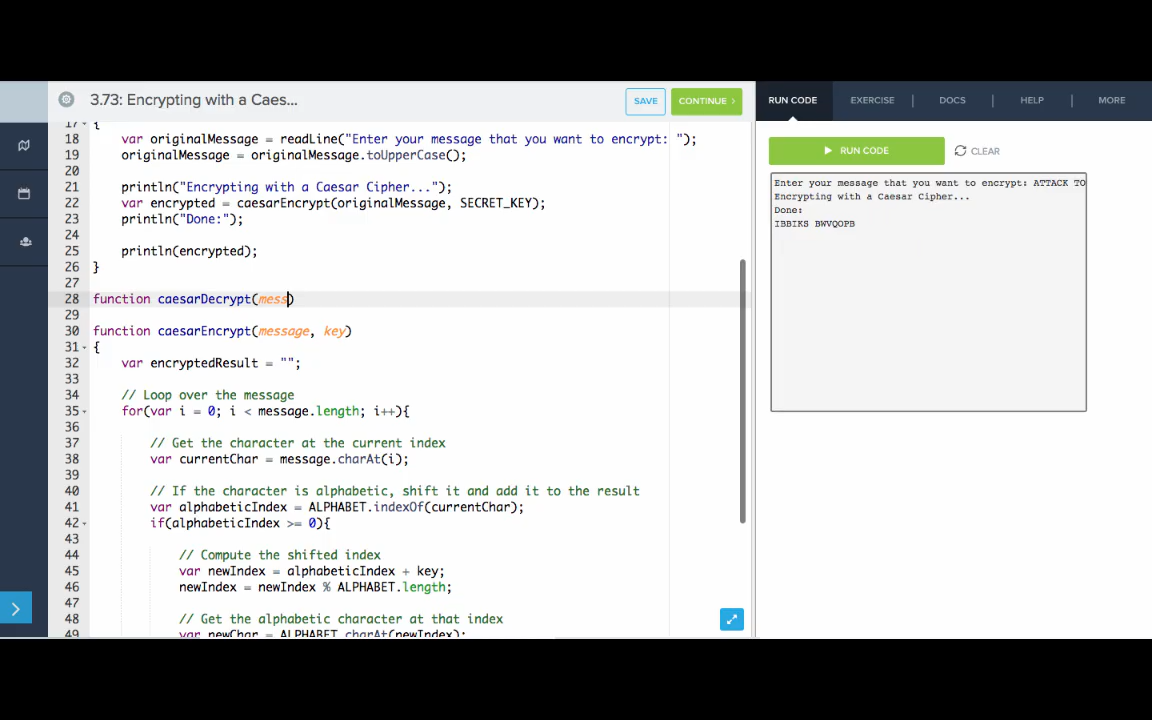 3.73: Encrypting with a Caes...
SAVE
CONTINUE >
RUN CODE
EXERCISE
DOCS
HELP
MORE
17 {
18 var originalMessage = readLine("Enter your message that you want to encrypt: ");
19 originalMessage = originalMessage.toUpperCase();
20
21 println("Encrypting with a Caesar Cipher...");
22 var encrypted = caesarEncrypt(originalMessage, SECRET_KEY);
23 println("Done:");
24
25 println(encrypted);
26 }
27
28 function caesarDecrypt(mess)
29
30 function caesarEncrypt(message, key)
31 {
32 var encryptedResult = "";
33
34 // Loop over the message
35 for(var i = 0; i < message.length; i++){
36
37 // Get the character at the current index
38 var currentChar = message.charAt(i);
39
40 // If the character is alphabetic, shift it and add it to the result
41 var alphabeticIndex = ALPHABET.indexOf(currentChar);
42 if(alphabeticIndex >= 0){
43
44 // Compute the shifted index
45 var newIndex = alphabeticIndex + key;
46 newIndex = newIndex % ALPHABET.length;
47
48 // Get the alphabetic character at that index
49 var newChar = ALPHABET.charAt(newIndex);
RUN CODE
CLEAR
Enter your message that you want to encrypt: ATTACK TO
Encrypting with a Caesar Cipher...
Done:
IBBIKS BWVQOPB